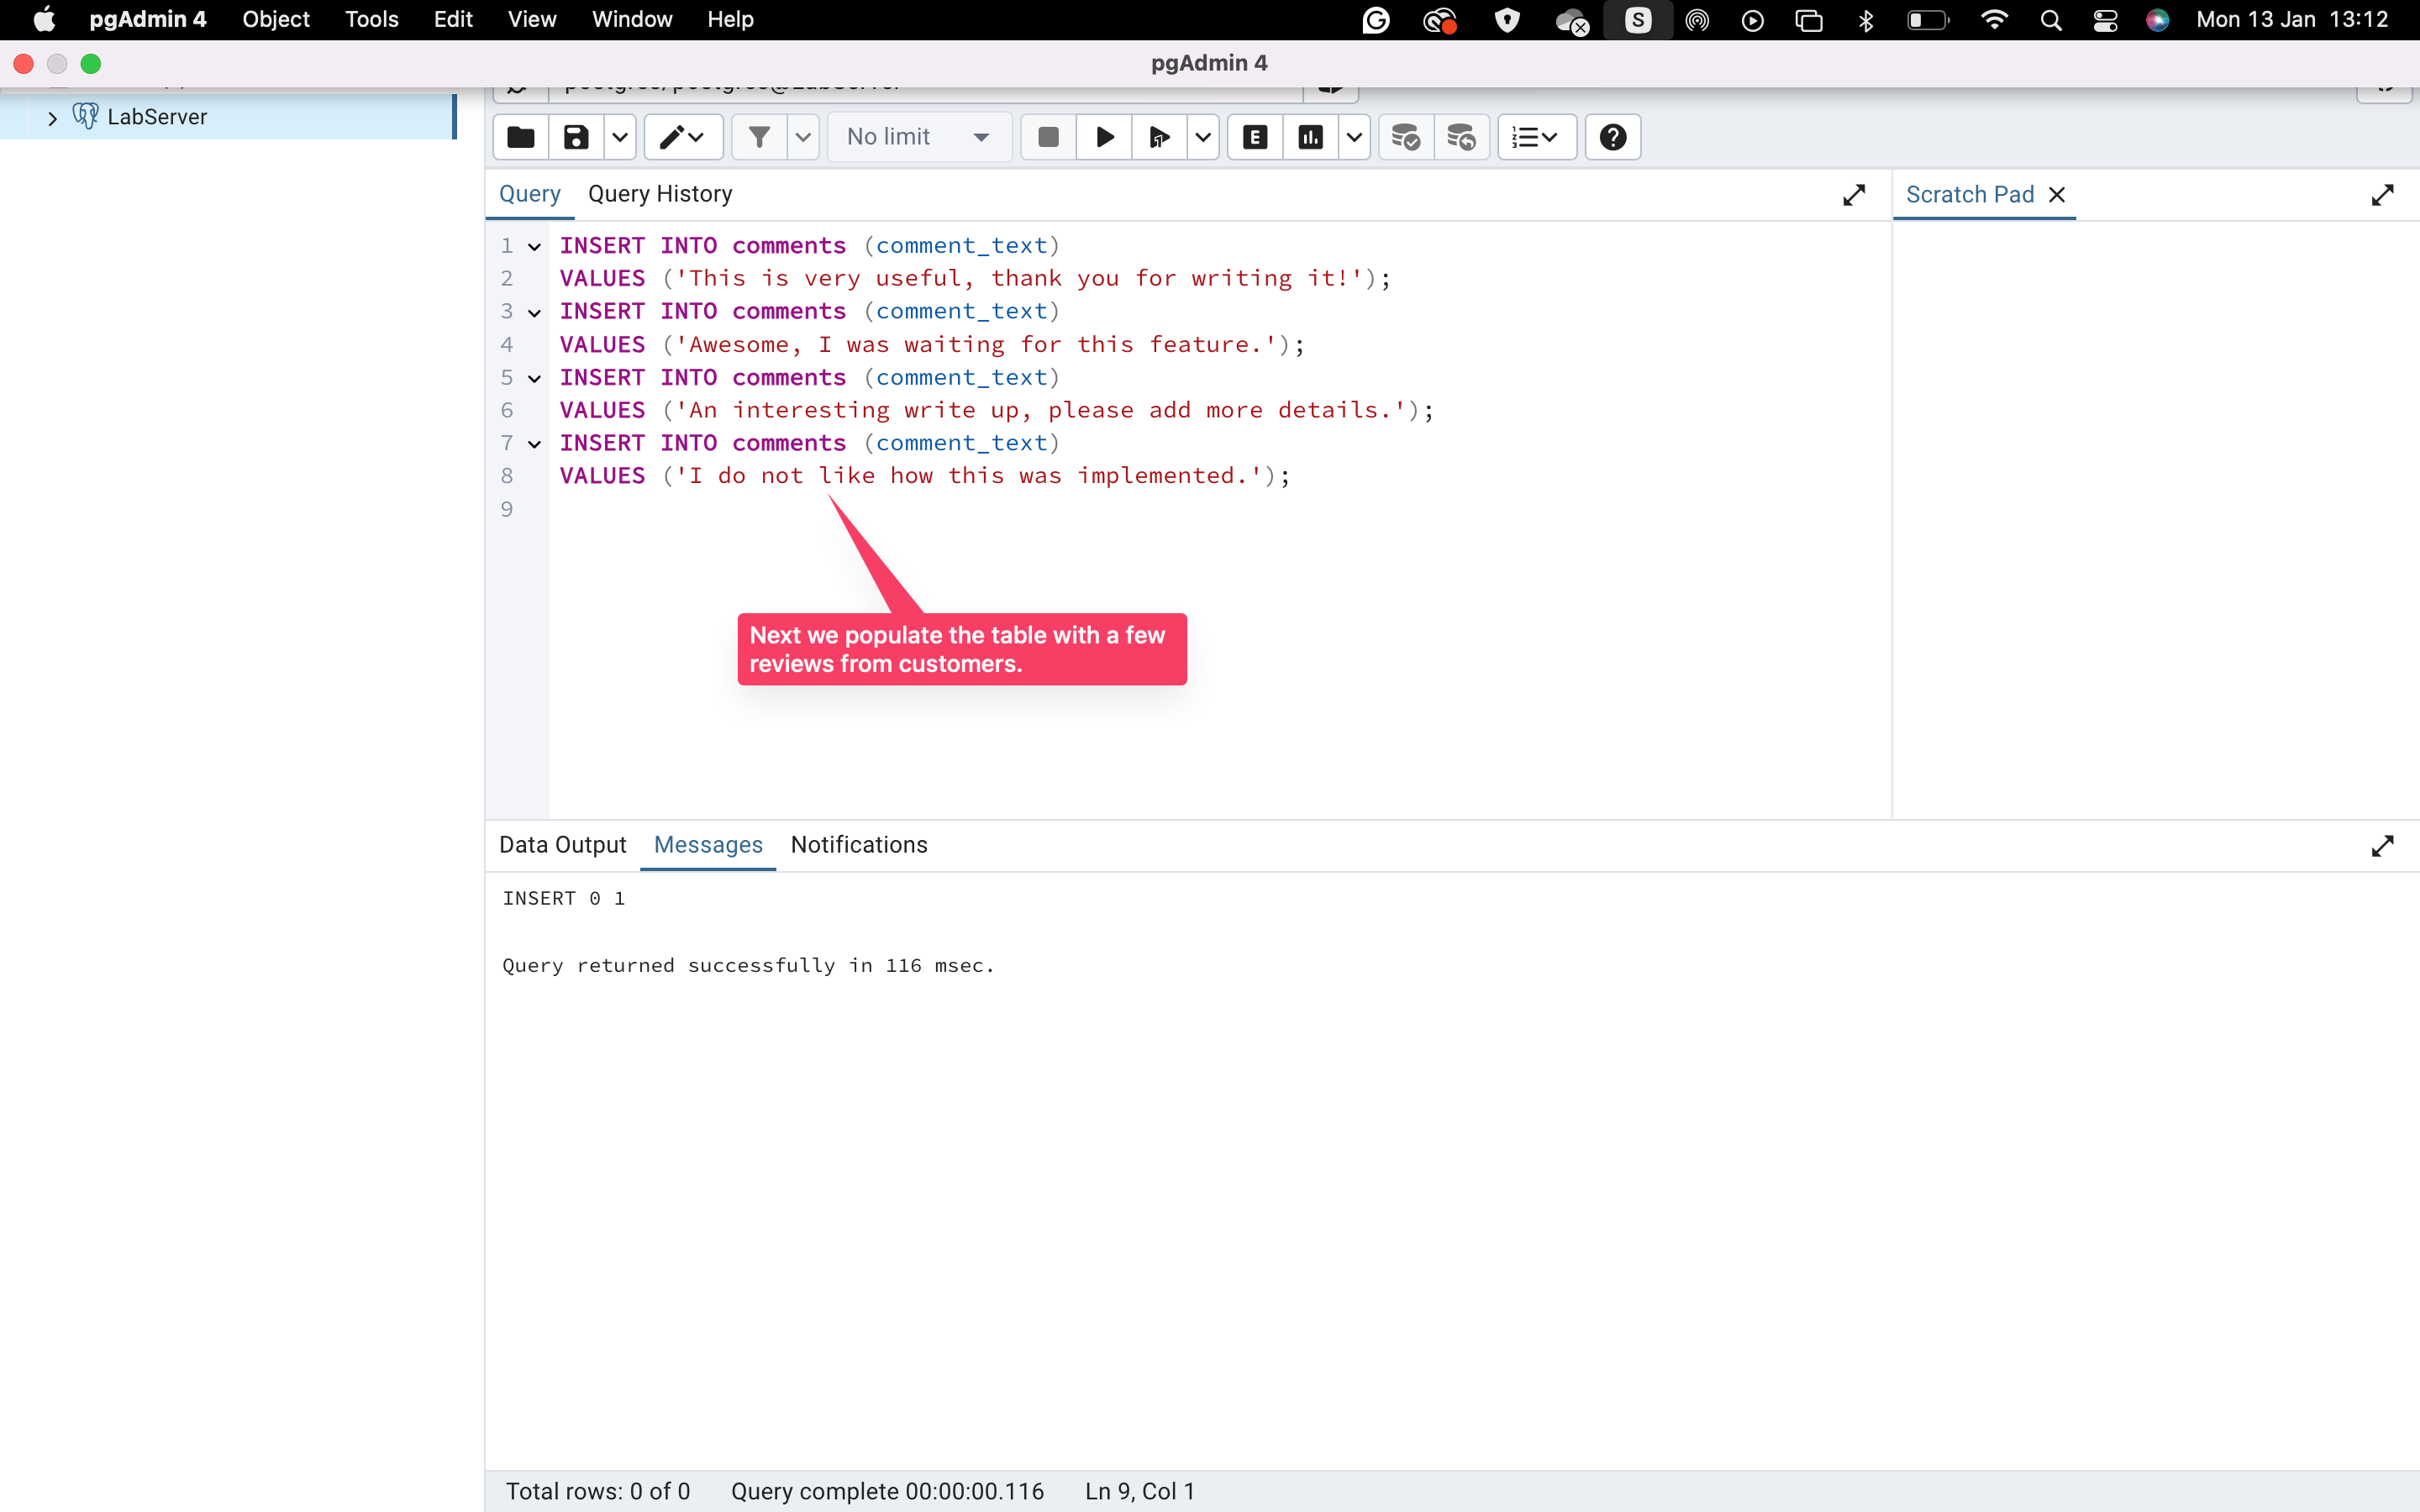 pgAdmin 4 Object Tools Edit View Window Help S Mon 13 Jan 13:12
pgAdmin 4
LabServer
No limit E
Query Query History Scratch Pad
1 INSERT INTO comments (comment_text)
2 VALUES ('This is very useful, thank you for writing it!');
3 INSERT INTO comments (comment_text)
4 VALUES ('Awesome, I was waiting for this feature.');
5 INSERT INTO comments (comment_text)
6 VALUES ('An interesting write up, please add more details.');
7 INSERT INTO comments (comment_text)
8 VALUES ('I do not like how this was implemented.');
9
Next we populate the table with a few
reviews from customers.
Data Output Messages Notifications
INSERT 0 1
Query returned successfully in 116 msec.
Total rows: 0 of 0 Query complete 00:00:00.116 Ln 9, Col 1